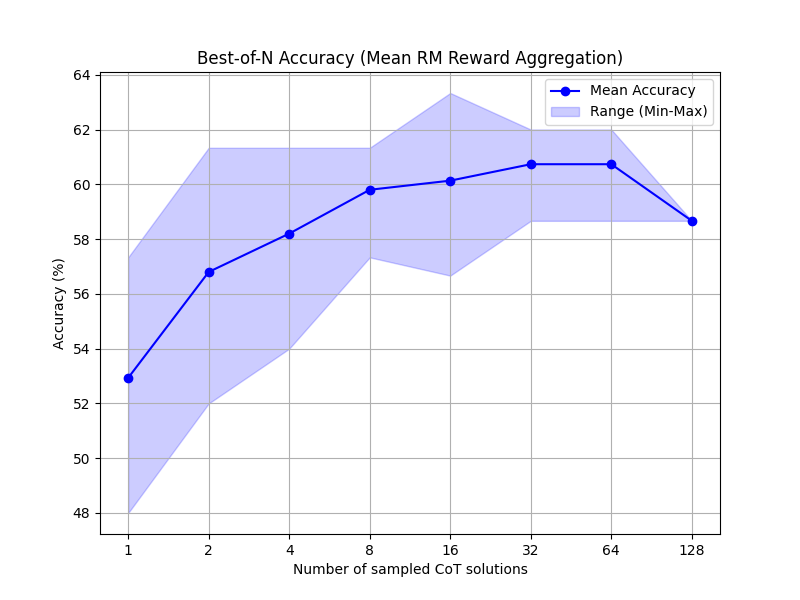 Best-of-N Accuracy (Mean RM Reward Aggregation)
Mean Accuracy
Range (Min-Max)
Accuracy (%)
64
62
60
58
56
54
52
50
48
1 2 4 8 16 32 64 128
Number of sampled CoT solutions